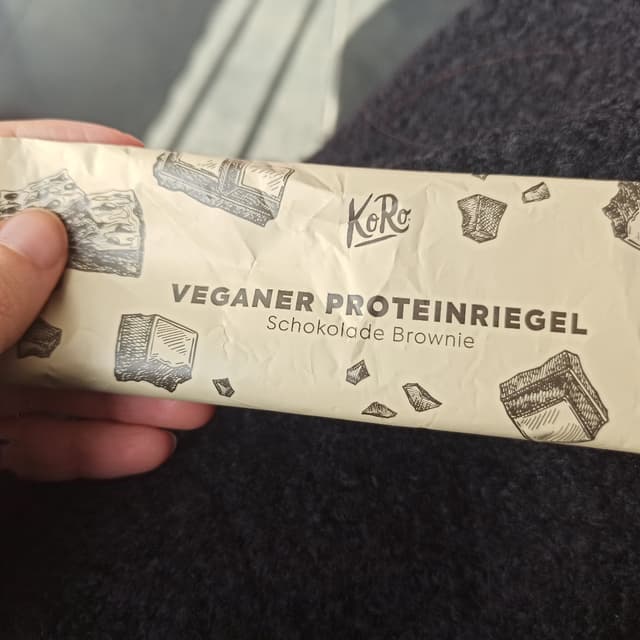 KoRo
VEGANER PROTEINRIEGEL
Schokolade Brownie